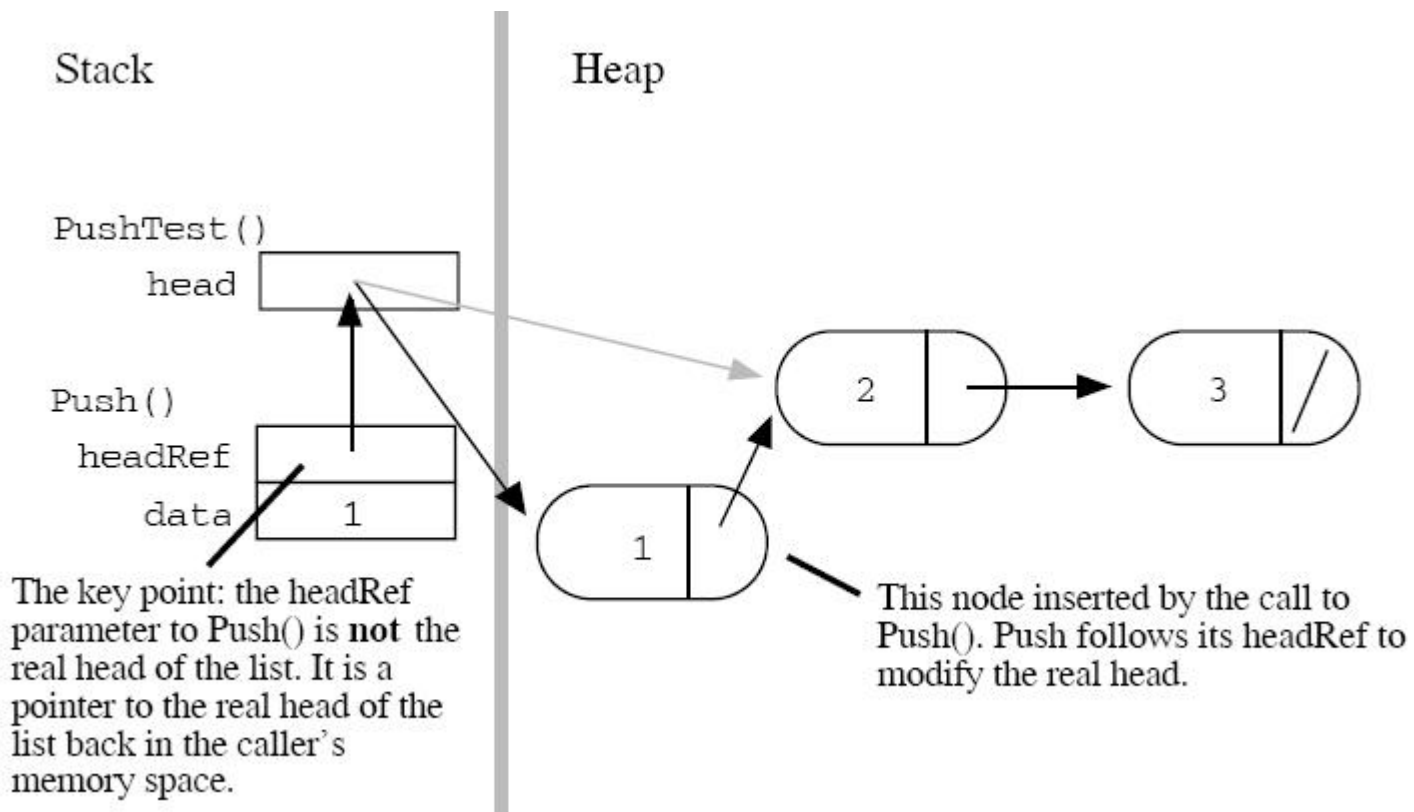 Stack
Heap
PushTest()
head
Push()
headRef
data
1
2
3
1
The key point: the headRef
parameter to Push() is not the
real head of the list. It is a
pointer to the real head of the
list back in the caller's
memory space.
This node inserted by the call to
Push(). Push follows its headRef to
modify the real head.